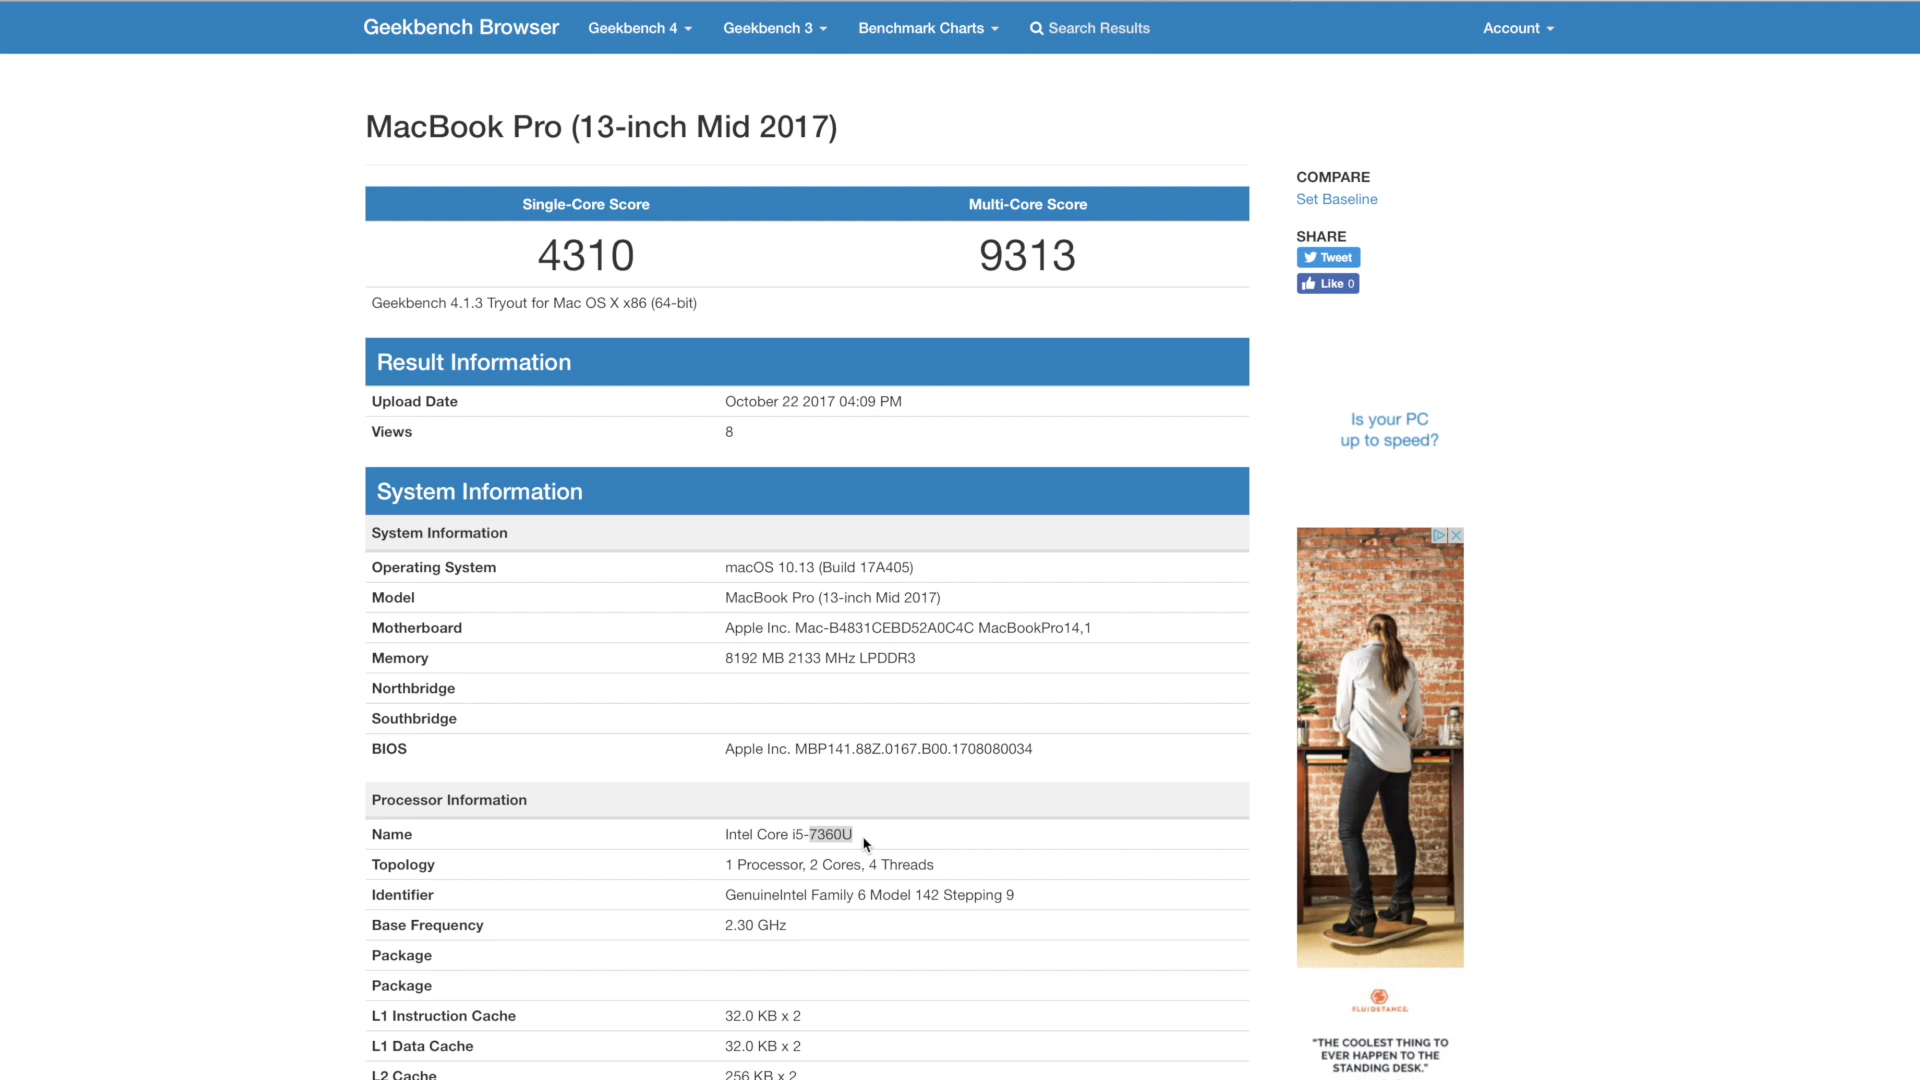 Geekbench Browser Geekbench 4 Geekbench 3 Benchmark Charts Search Results Account
MacBook Pro (13-inch Mid 2017)
COMPARE
Set Baseline
SHARE
Tweet
Like 0
Single-Core Score Multi-Core Score
4310 9313
Geekbench 4.1.3 Tryout for Mac OS X x86 (64-bit)
Result Information
Upload Date October 22 2017 04:09 PM
Views 8
Is your PC
up to speed?
System Information
System Information
Operating System macOS 10.13 (Build 17A405)
Model MacBook Pro (13-inch Mid 2017)
Motherboard Apple Inc. Mac-B4831CEBD52A0C4C MacBookPro14,1
Memory 8192 MB 2133 MHz LPDDR3
Northbridge
Southbridge
BIOS Apple Inc. MBP141.88Z.0167.B00.1708080034
Processor Information
Name Intel Core i5-7360U
Topology 1 Processor, 2 Cores, 4 Threads
Identifier GenuineIntel Family 6 Model 142 Stepping 9
Base Frequency 2.30 GHz
Package
Package
L1 Instruction Cache 32.0 KB x 2
L1 Data Cache 32.0 KB x 2
L2 Cache 256 KB x 2
FLUIDSTANCE.
"THE COOLEST THING TO
EVER HAPPEN TO THE
STANDING DESK."